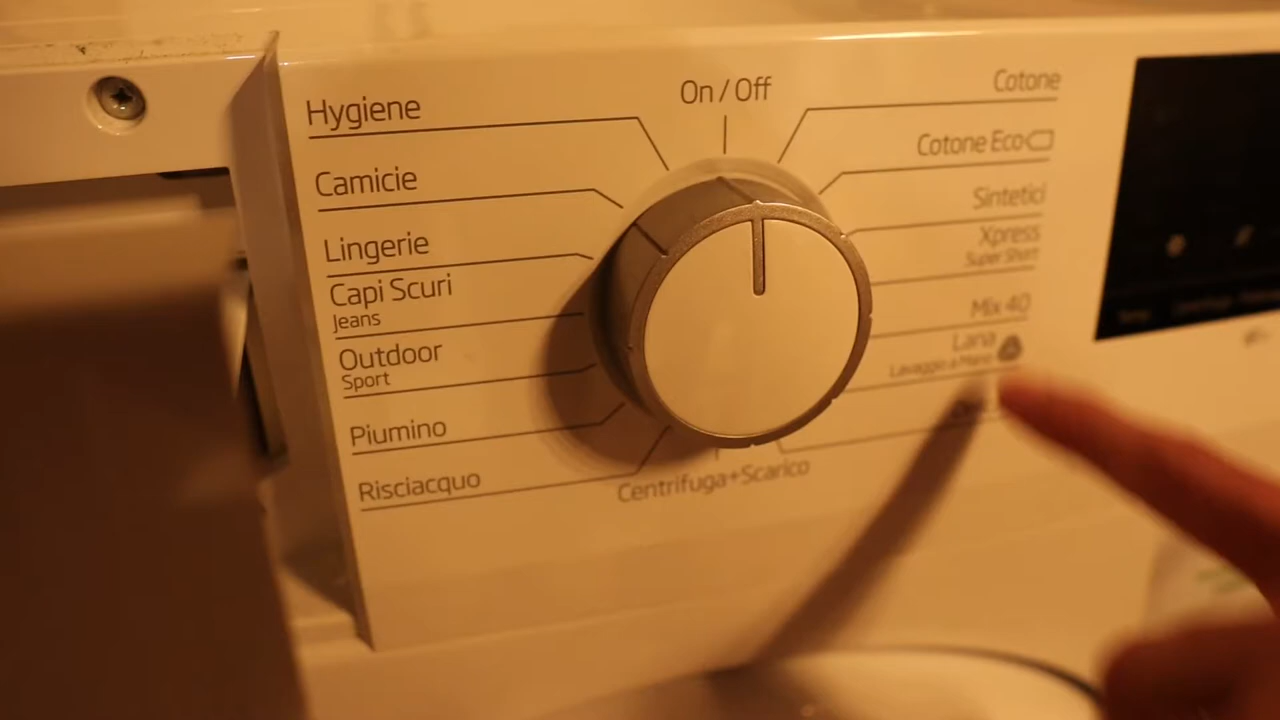 On / Off
Hygiene
Camicie
Lingerie
Capi Scuri
Jeans
Outdoor
Sport
Piumino
Risciacquo
Centrifuga+Scarico
Cotone
Cotone Eco
Sintetici
Xpress
Super Short
Mix 40
Lana
Lavaggio a Mano